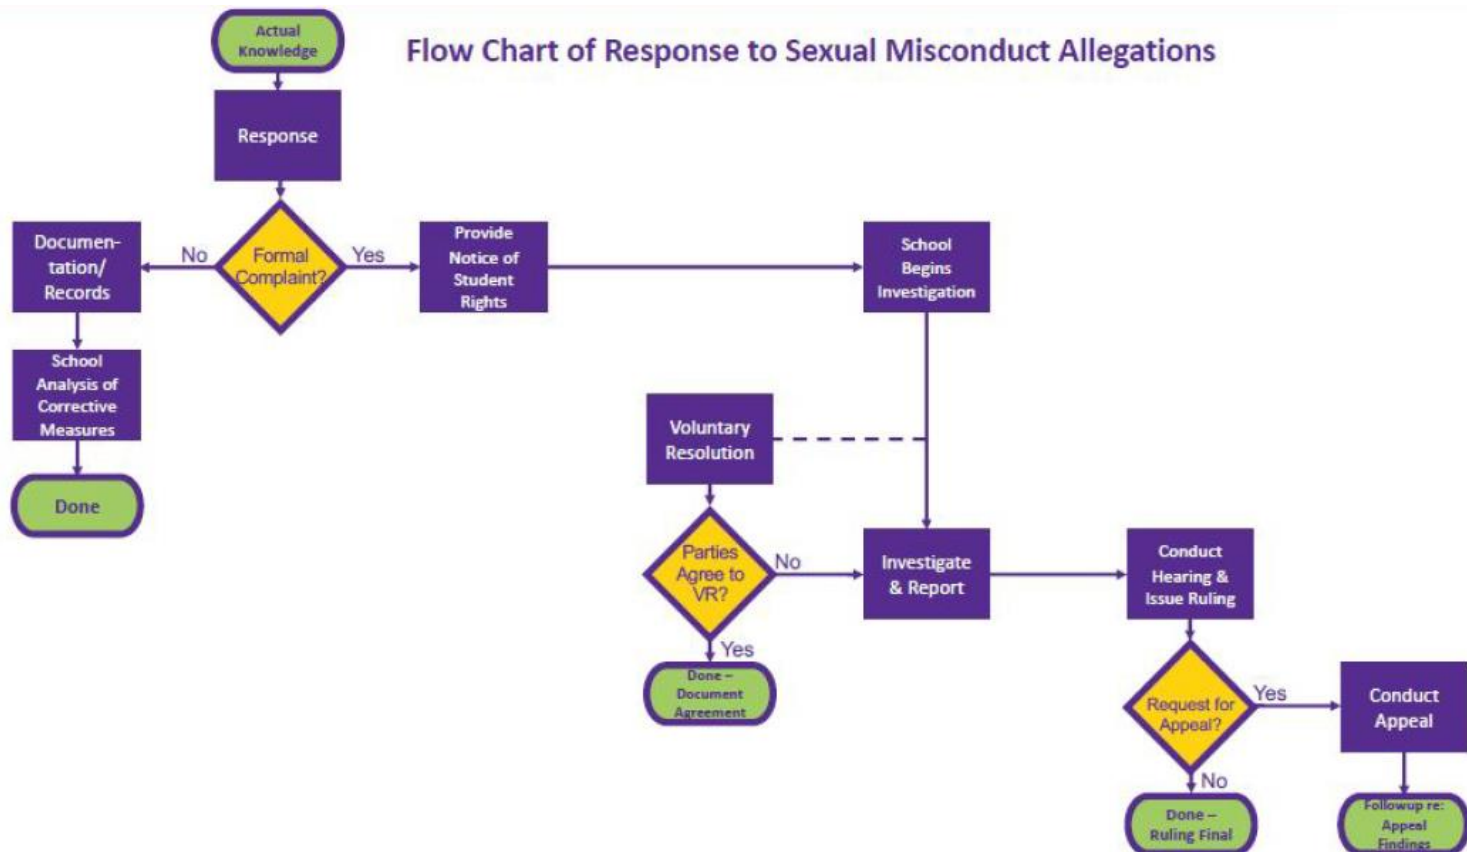 Actual
Knowledge
Flow Chart of Response to Sexual Misconduct Allegations
Response
Documen-
tation/
Records
No
Formal
Complaint?
Yes
Provide
Notice of
Student
Rights
School
Begins
Investigation
School
Analysis of
Corrective
Measures
Done
Voluntary
Resolution
Parties
Agree to
VR?
No
Yes
Done –
Document
Agreement
Investigate
& Report
Conduct
Hearing &
Issue Ruling
Request for
Appeal?
Yes
No
Done –
Ruling Final
Conduct
Appeal
Followup re:
Appeal
Findings